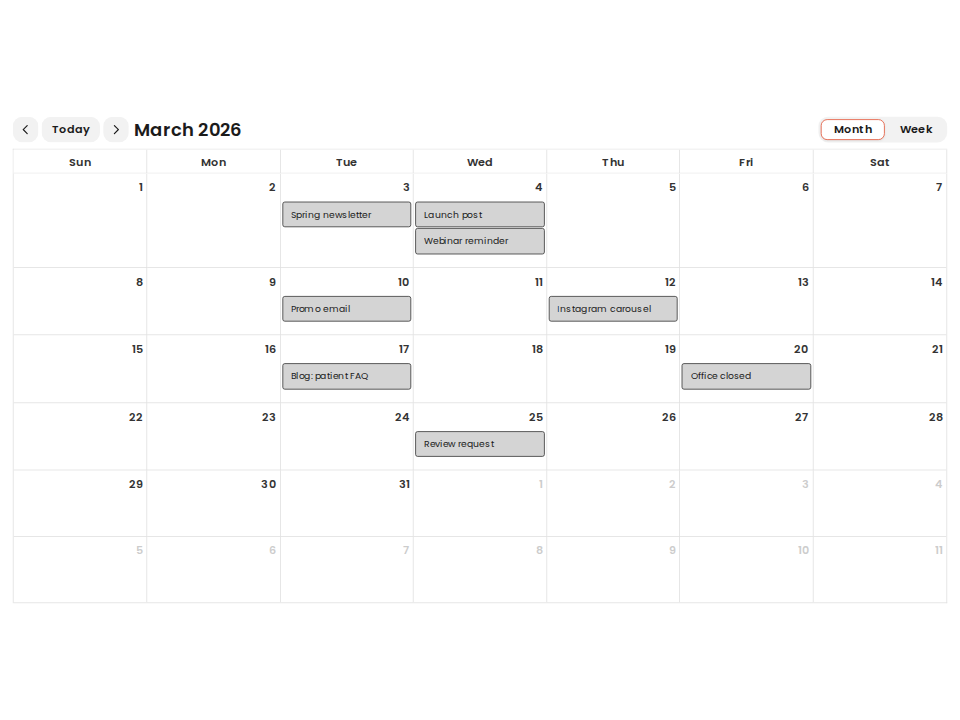 Today March 2026 Month Week
Sun Mon Tue Wed Thu Fri Sat
1 2 3 4 5 6 7
Spring newsletter Launch post
Webinar reminder
8 9 10 11 12 13 14
Promo email Instagram carousel
15 16 17 18 19 20 21
Blog: patient FAQ Office closed
22 23 24 25 26 27 28
Review request
29 30 31 1 2 3 4
5 6 7 8 9 10 11